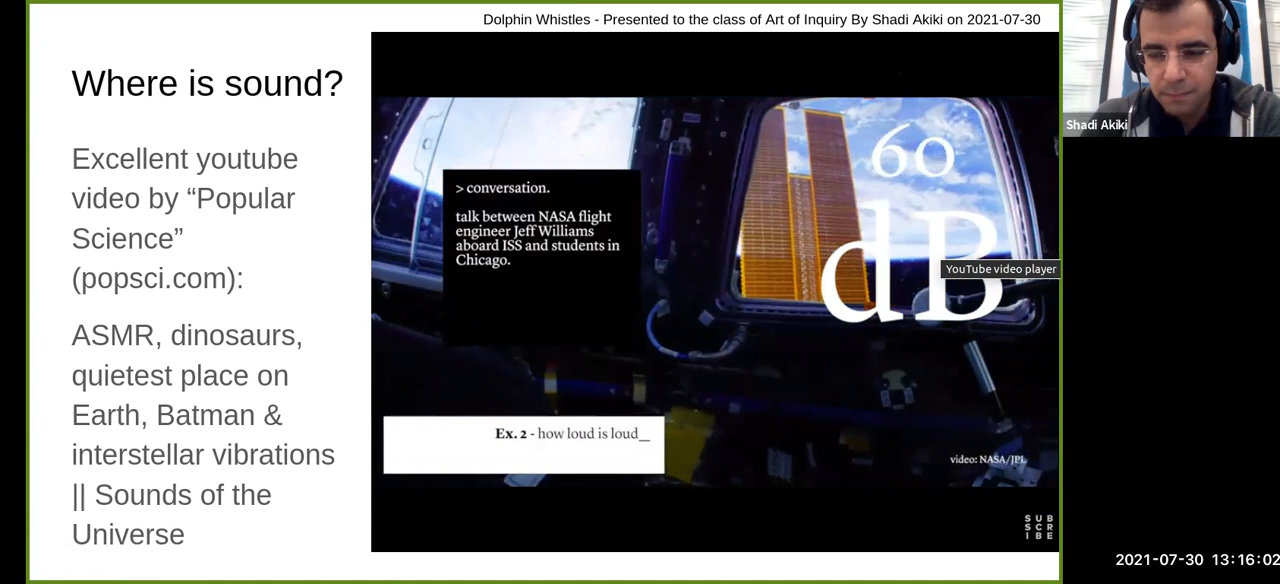 Dolphin Whistles - Presented to the class of Art of Inquiry By Shadi Akiki on 2021-07-30
Where is sound?
Excellent youtube
video by “Popular
Science”
(popsci.com):
ASMR, dinosaurs,
quietest place on
Earth, Batman &
interstellar vibrations
|| Sounds of the
Universe
> conversation.
talk between NASA flight
engineer Jeff Williams
aboard ISS and students in
Chicago.
60
dB
YouTube video player
Ex. 2 - how loud is loud_
video: NASA/JPL
SUB
SCR
IBE
Shadi Akiki
2021-07-30 13:16:02